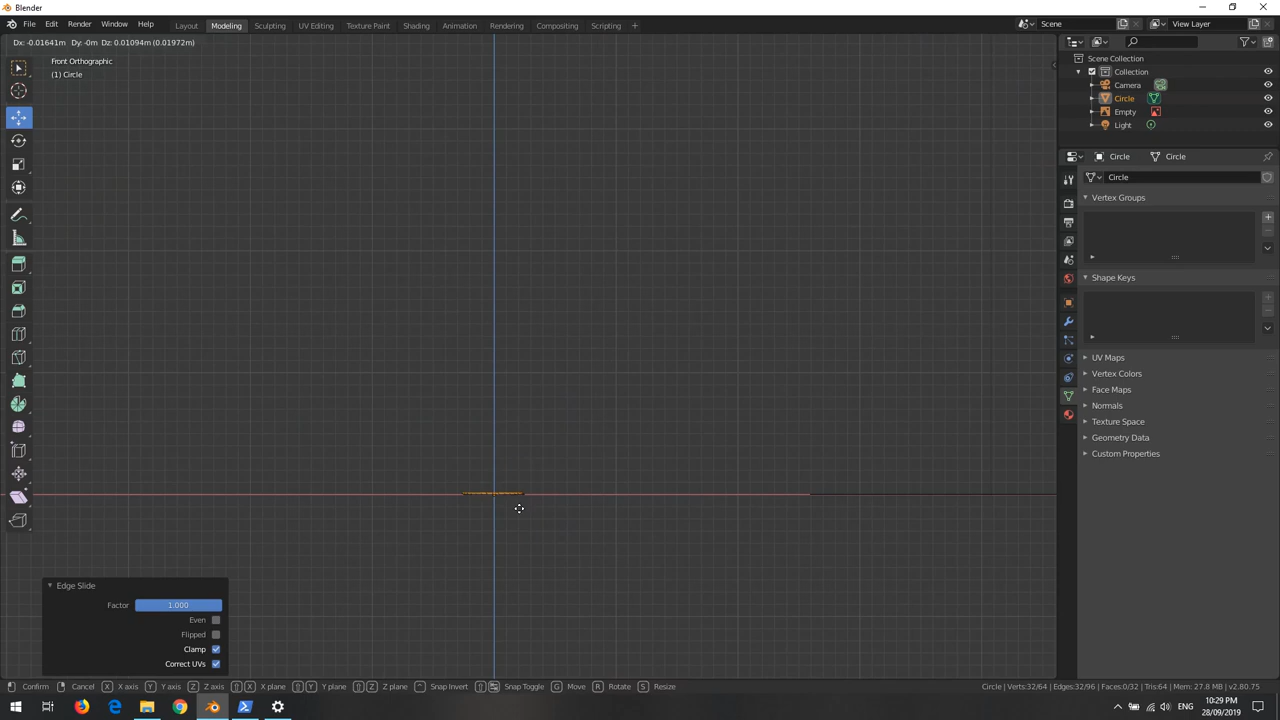 Blender
File Edit Render Window Help Layout Modeling Sculpting UV Editing Texture Paint Shading Animation Rendering Compositing Scripting + Scene View Layer
Dx: -0.01641m Dy: -0m Dz: 0.01094m (0.01972m)
Front Orthographic
(1) Circle
Scene Collection
Collection
Camera
Circle
Empty
Light
Circle Circle
Circle
Vertex Groups
Shape Keys
UV Maps
Vertex Colors
Face Maps
Normals
Texture Space
Geometry Data
Custom Properties
Edge Slide
Factor 1.000
Even
Flipped
Clamp
Correct UVs
Confirm Cancel X X axis Y Y axis Z Z axis X X plane Y Y plane Z Z plane Snap Invert Snap Toggle G Move R Rotate S Resize Circle | Verts:32/64 | Edges:32/96 | Faces:0/32 | Tris:64 | Mem: 27.8 MB | v2.80.75
ENG 10:29 PM
28/09/2019